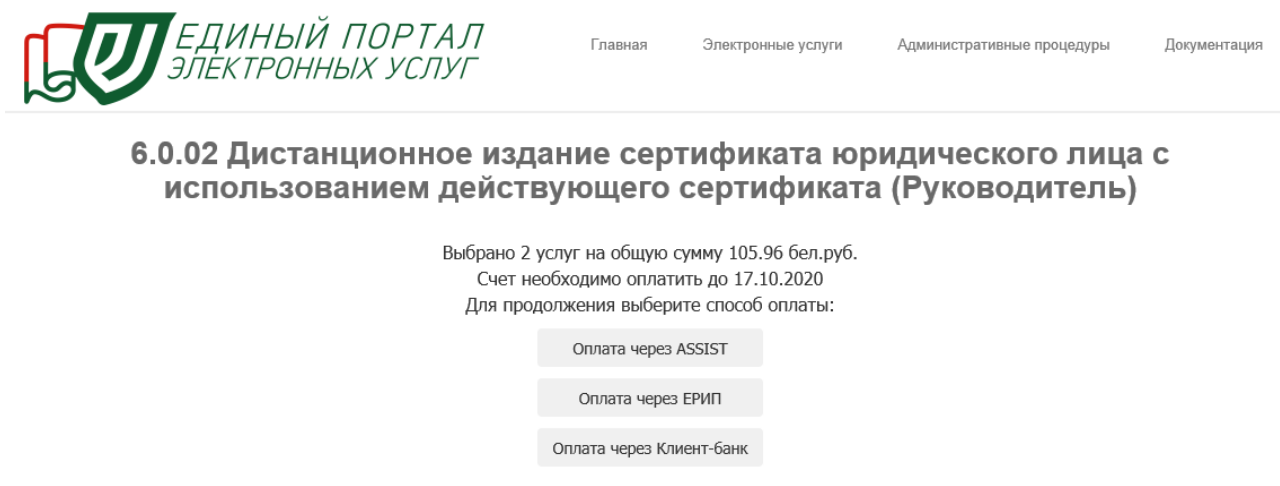 ЕДИНЫЙ ПОРТАЛ
ЭЛЕКТРОННЫХ УСЛУГ
Главная Электронные услуги Административные процедуры Документация
6.0.02 Дистанционное издание сертификата юридического лица с
использованием действующего сертификата (Руководитель)
Выбрано 2 услуг на общую сумму 105.96 бел.руб.
Счет необходимо оплатить до 17.10.2020
Для продолжения выберите способ оплаты:
Оплата через ASSIST
Оплата через ЕРИП
Оплата через Клиент-банк